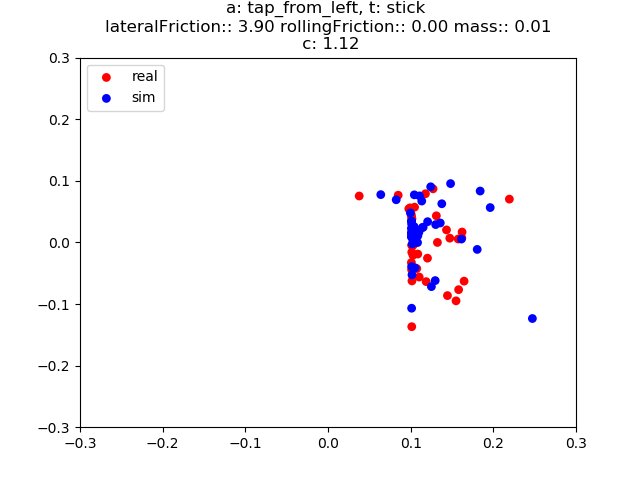 a: tap_from_left, t: stick
lateralFriction:: 3.90 rollingFriction:: 0.00 mass:: 0.01
c: 1.12
real
sim
0.3
0.2
0.1
0.0
−0.1
−0.2
−0.3
−0.3 −0.2 −0.1 0.0 0.1 0.2 0.3